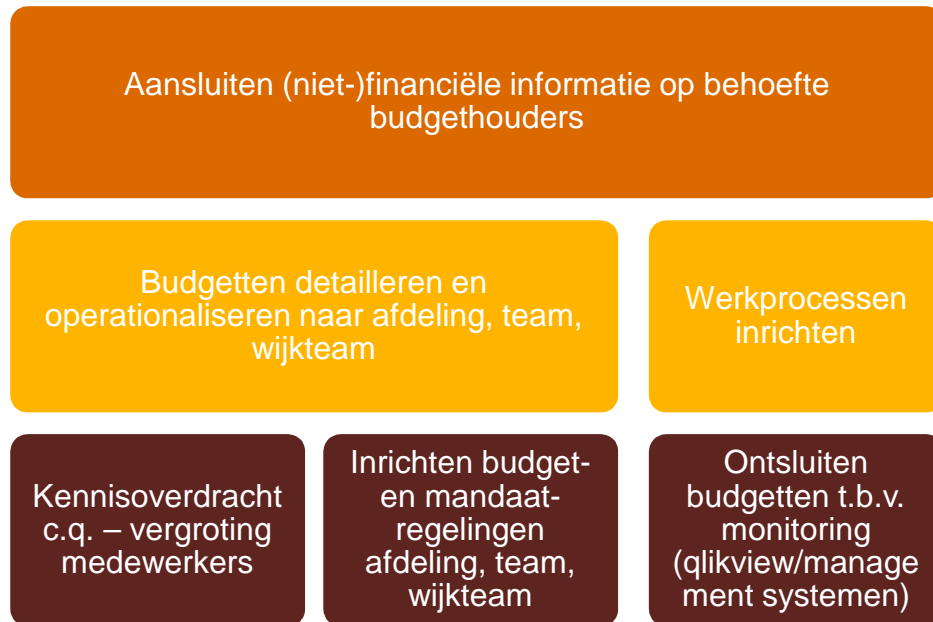 Aansluiten (niet-)financiële informatie op behoefte
budgethouders
Budgetten detailleren en
operationaliseren naar afdeling, team,
wijkteam
Werkprocessen
inrichten
Kennisoverdracht
c.q. – vergroting
medewerkers
Inrichten budget-
en mandaat-
regelingen
afdeling, team,
wijkteam
Ontsluiten
budgetten t.b.v.
monitoring
(qlikview/manage
ment systemen)